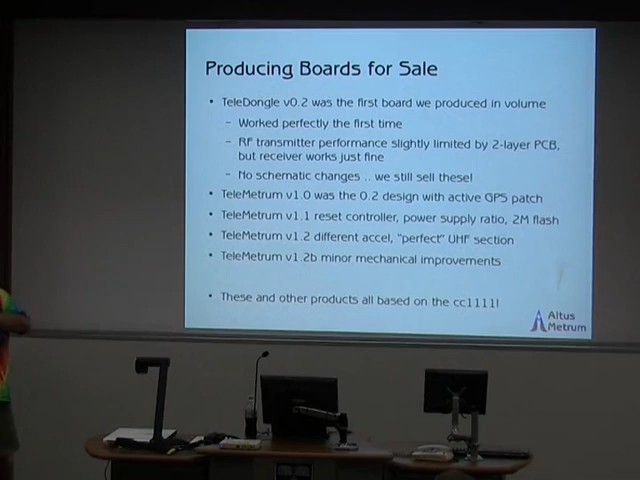 Producing Boards for Sale
• TeleDongle v0.2 was the first board we produced in volume
– Worked perfectly the first time
– RF transmitter performance slightly limited by 2-layer PCB,
but receiver works just fine
– No schematic changes .. we still sell these!
• TeleMetrum v1.0 was the 0.2 design with active GPS patch
• TeleMetrum v1.1 reset controller, power supply ratio, 2M flash
• TeleMetrum v1.2 different accel, "perfect" UHF section
• TeleMetrum v1.2b minor mechanical improvements
• These and other products all based on the cc1111!
Altus
Metrum